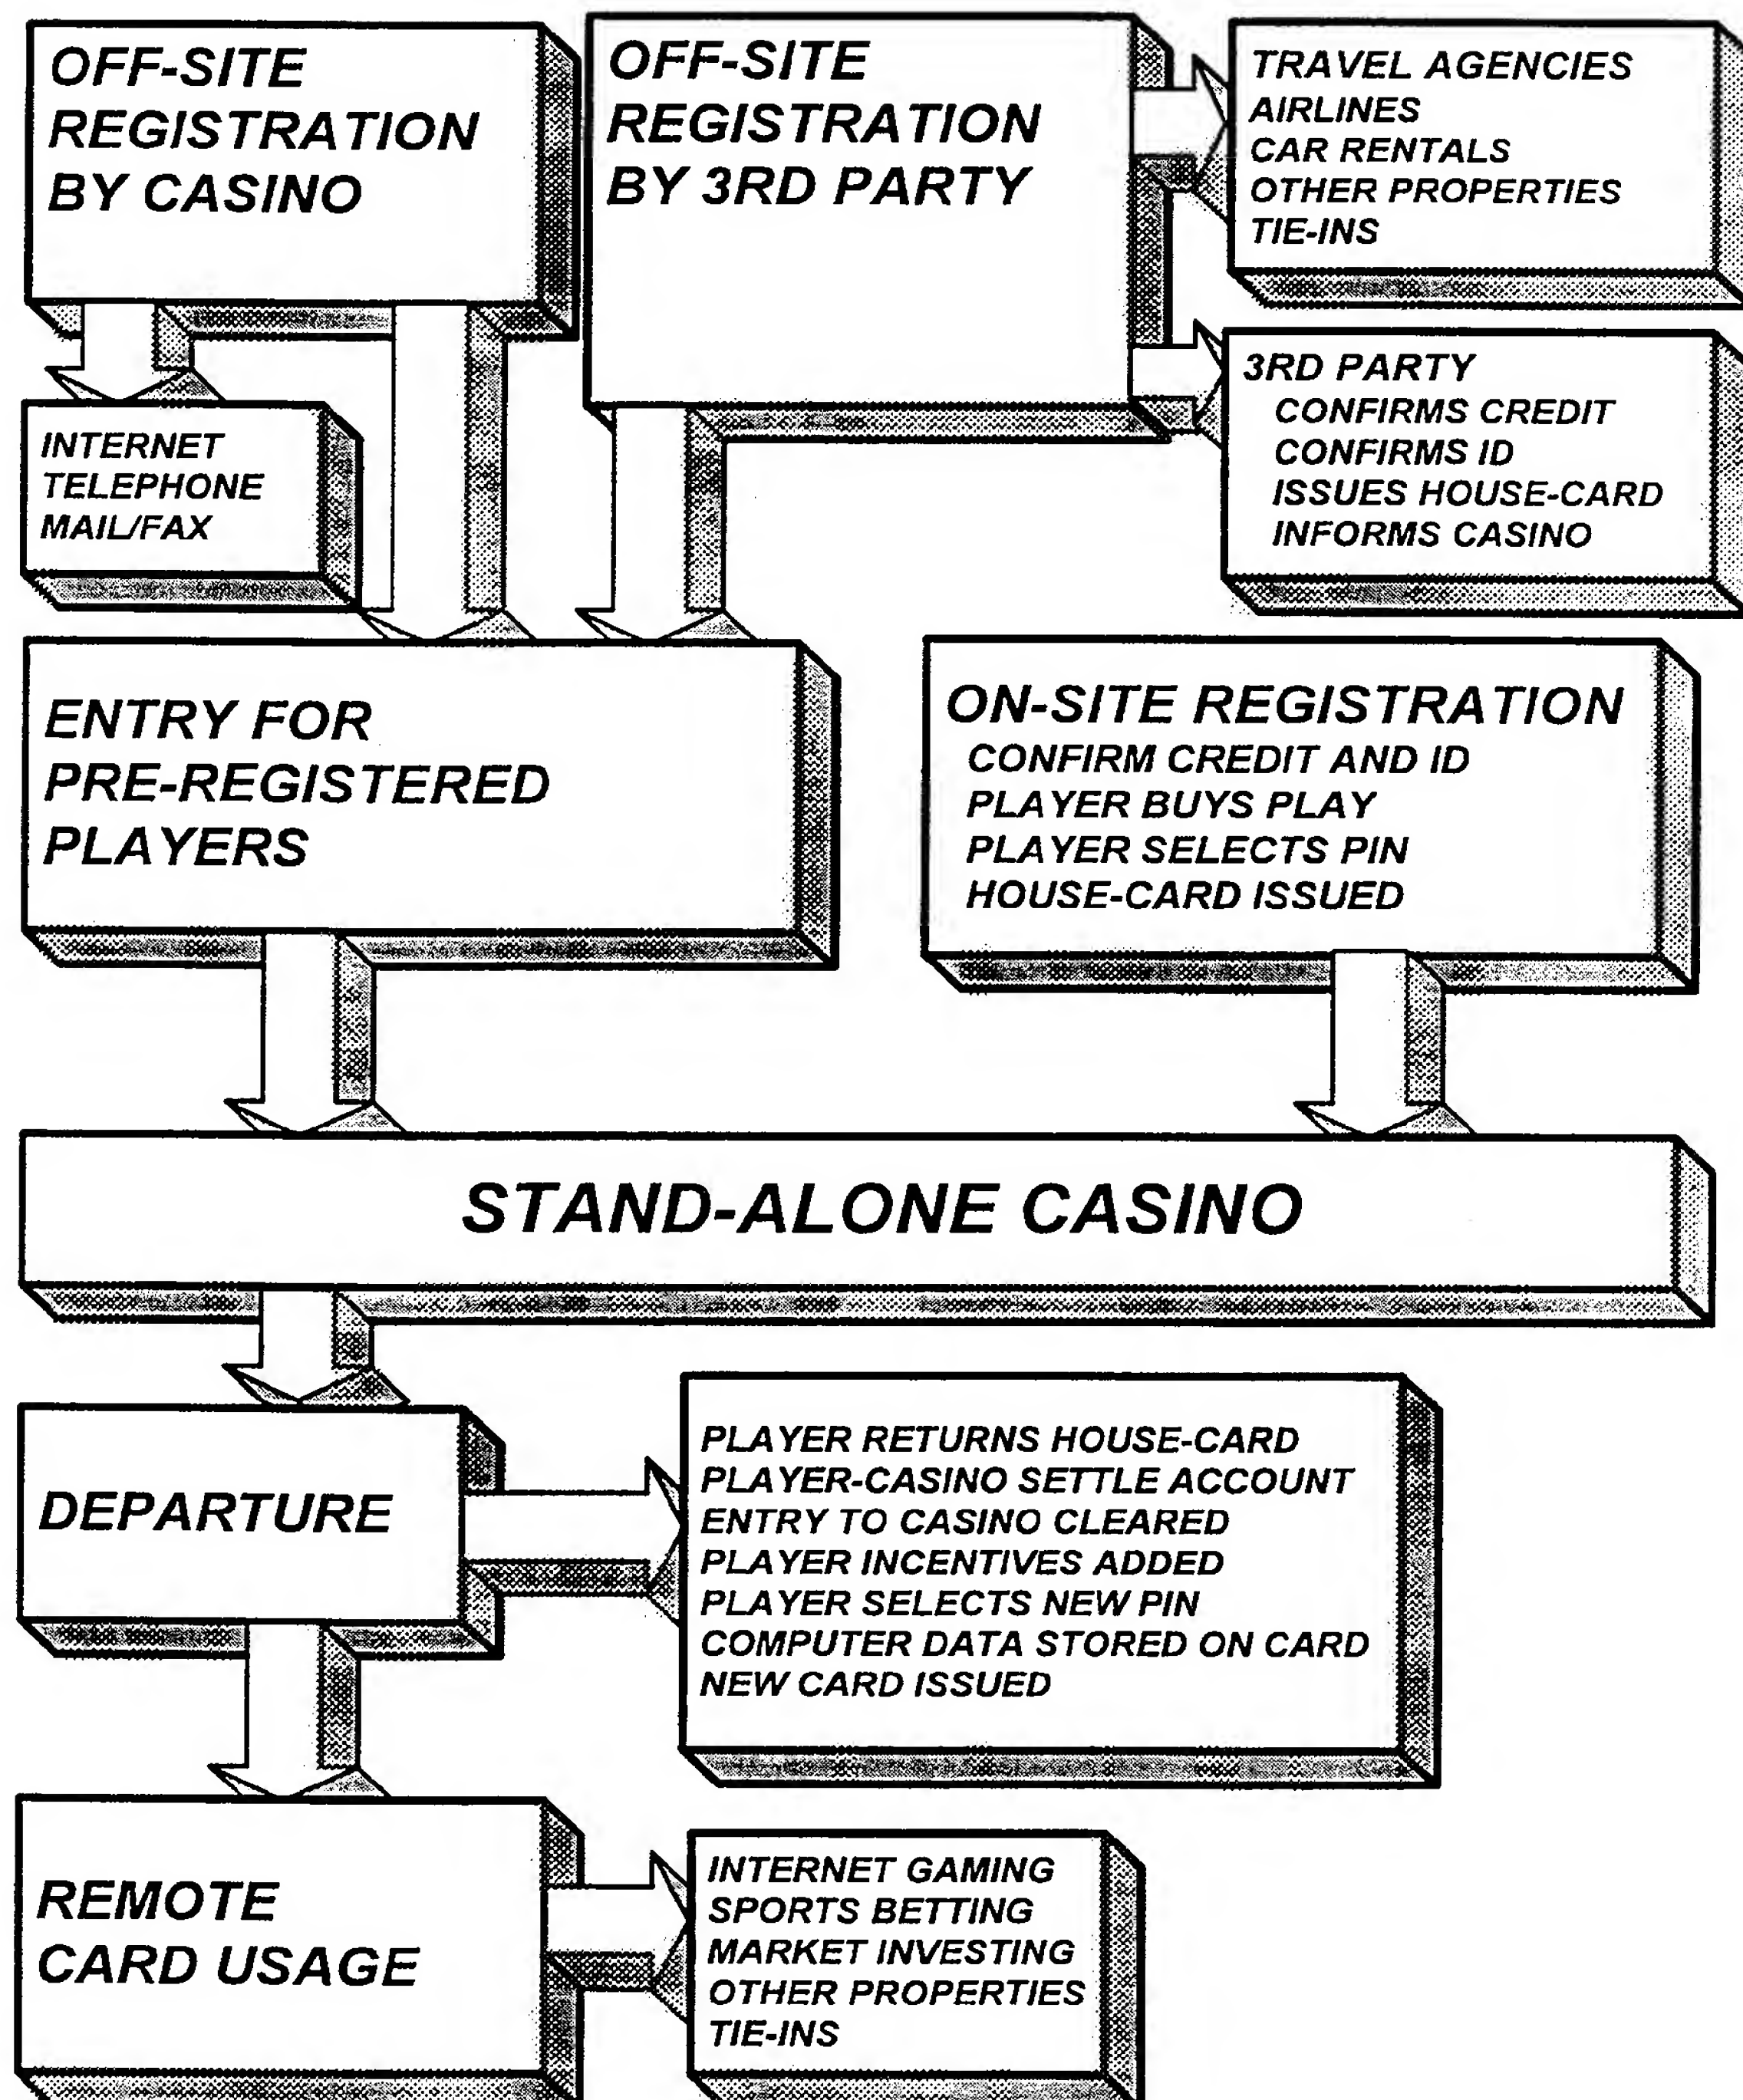 OFF-SITE
REGISTRATION
BY CASINO
OFF-SITE
REGISTRATION
BY 3RD PARTY
TRAVEL AGENCIES
AIRLINES
CAR RENTALS
OTHER PROPERTIES
TIE-INS
3RD PARTY
CONFIRMS CREDIT
CONFIRMS ID
ISSUES HOUSE-CARD
INFORMS CASINO
INTERNET
TELEPHONE
MAIL/FAX
ENTRY FOR
PRE-REGISTERED
PLAYERS
ON-SITE REGISTRATION
CONFIRM CREDIT AND ID
PLAYER BUYS PLAY
PLAYER SELECTS PIN
HOUSE-CARD ISSUED
STAND-ALONE CASINO
DEPARTURE
PLAYER RETURNS HOUSE-CARD
PLAYER-CASINO SETTLE ACCOUNT
ENTRY TO CASINO CLEARED
PLAYER INCENTIVES ADDED
PLAYER SELECTS NEW PIN
COMPUTER DATA STORED ON CARD
NEW CARD ISSUED
REMOTE
CARD USAGE
INTERNET GAMING
SPORTS BETTING
MARKET INVESTING
OTHER PROPERTIES
TIE-INS